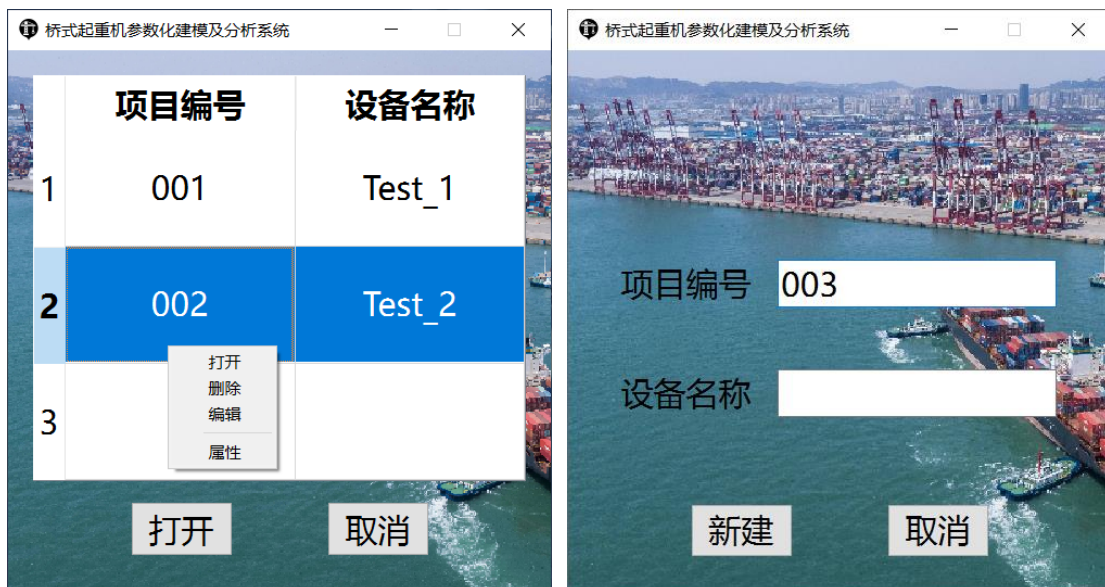 桥式起重机参数化建模及分析系统
项目编号 设备名称
1 001 Test_1
2 002 Test_2
打开
删除
编辑
属性
3
打开 取消
桥式起重机参数化建模及分析系统
项目编号 003
设备名称
新建 取消